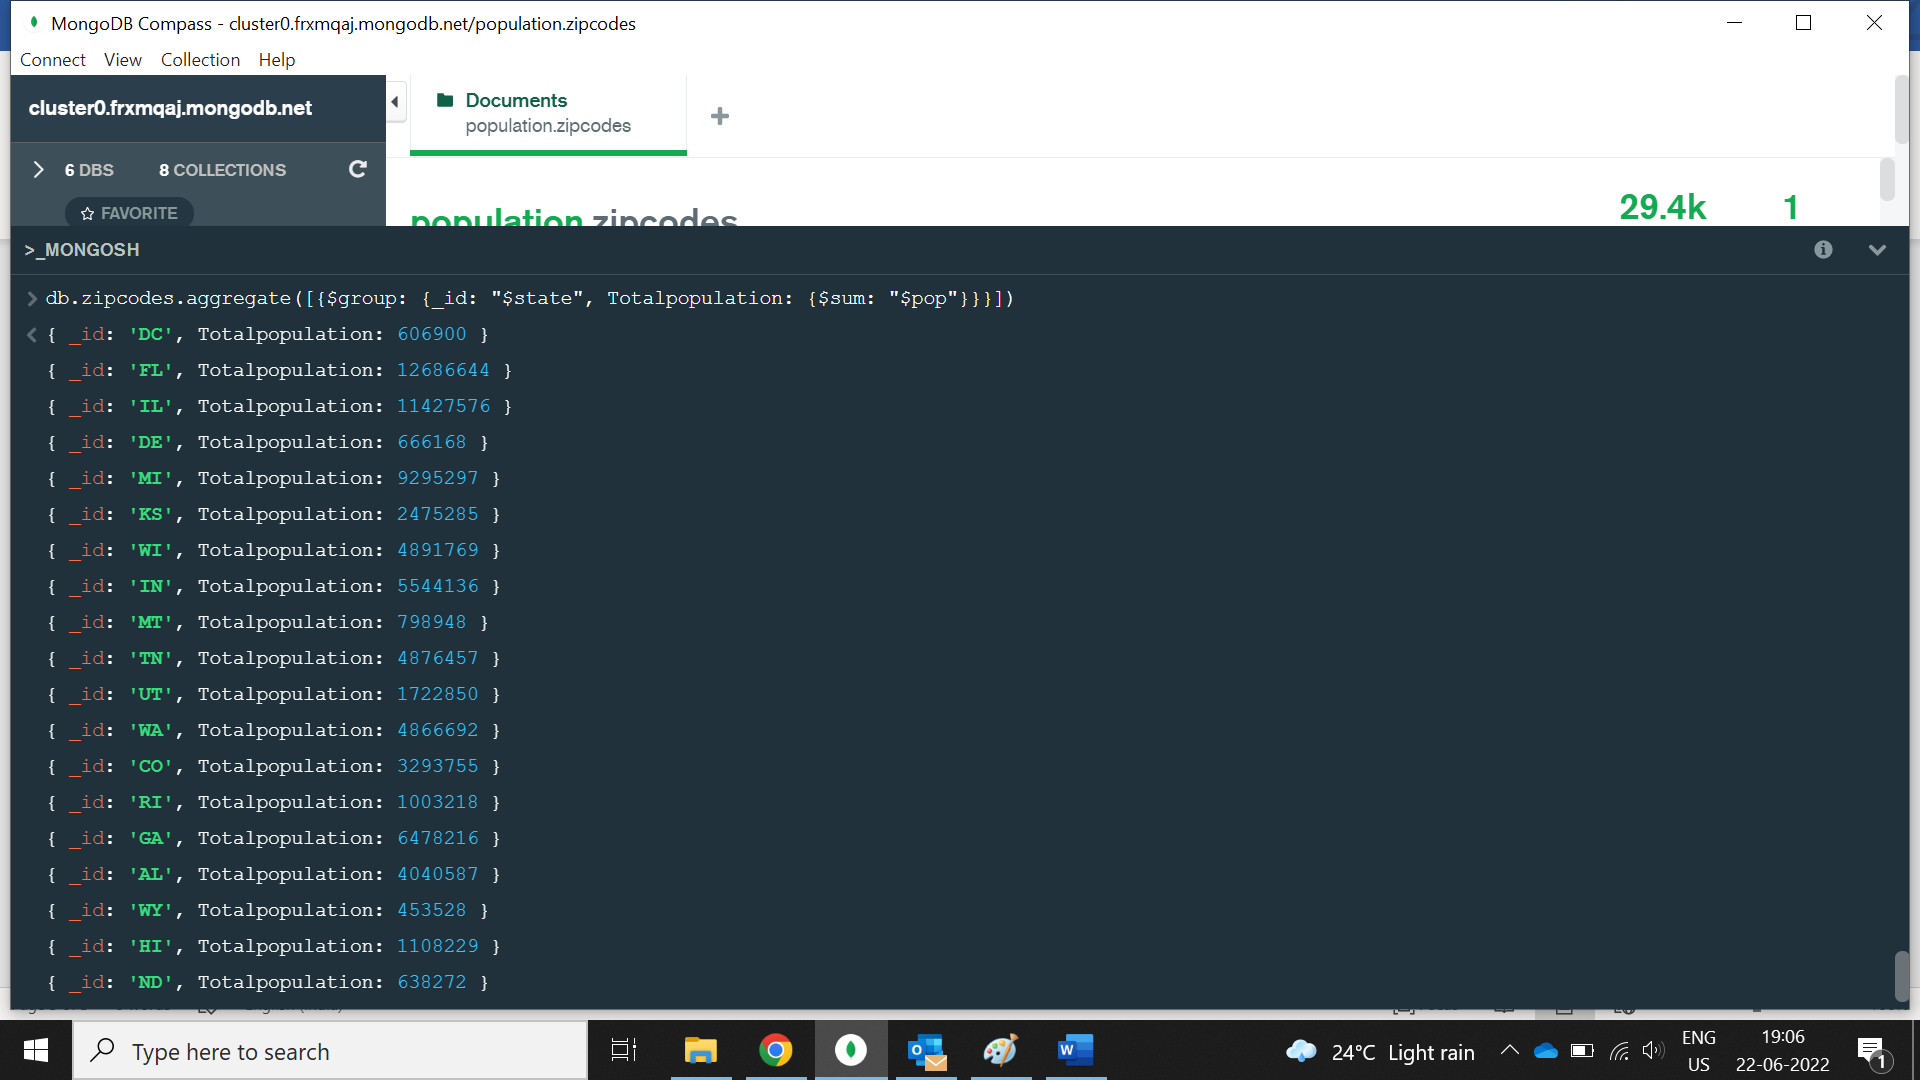 MongoDB Compass - cluster0.frxmqaj.mongodb.net/population.zipcodes
Connect View Collection Help
cluster0.frxmqaj.mongodb.net
Documents
population.zipcodes
6 DBS 8 COLLECTIONS
FAVORITE
population.zipcodes
29.4k 1
>_MONGOSH
db.zipcodes.aggregate([{$group: {_id: "$state", Totalpopulation: {$sum: "$pop"}}}])
{ _id: 'DC', Totalpopulation: 606900 }
{ _id: 'FL', Totalpopulation: 12686644 }
{ _id: 'IL', Totalpopulation: 11427576 }
{ _id: 'DE', Totalpopulation: 666168 }
{ _id: 'MI', Totalpopulation: 9295297 }
{ _id: 'KS', Totalpopulation: 2475285 }
{ _id: 'WI', Totalpopulation: 4891769 }
{ _id: 'IN', Totalpopulation: 5544136 }
{ _id: 'MT', Totalpopulation: 798948 }
{ _id: 'TN', Totalpopulation: 4876457 }
{ _id: 'UT', Totalpopulation: 1722850 }
{ _id: 'WA', Totalpopulation: 4866692 }
{ _id: 'CO', Totalpopulation: 3293755 }
{ _id: 'RI', Totalpopulation: 1003218 }
{ _id: 'GA', Totalpopulation: 6478216 }
{ _id: 'AL', Totalpopulation: 4040587 }
{ _id: 'WY', Totalpopulation: 453528 }
{ _id: 'HI', Totalpopulation: 1108229 }
{ _id: 'ND', Totalpopulation: 638272 }
Type here to search
24°C Light rain
ENG
US
19:06
22-06-2022
1